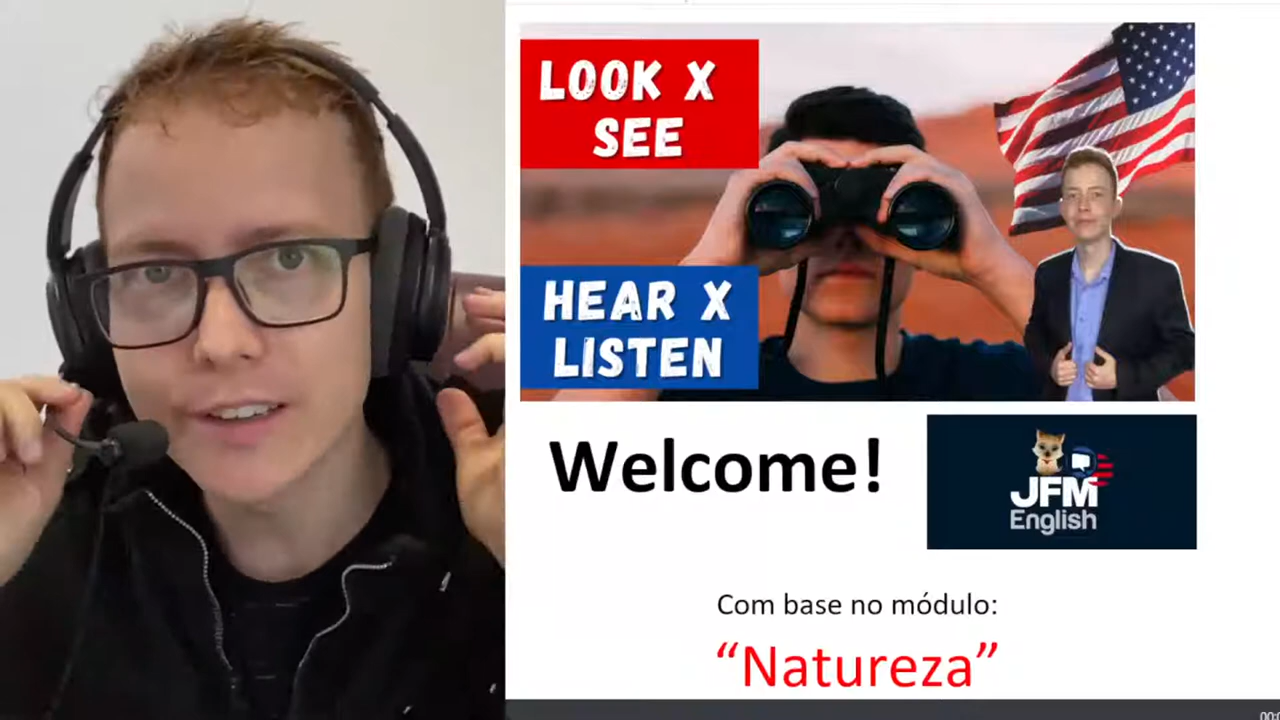 LOOK X
SEE
HEAR X
LISTEN
Welcome!
JFM
English
Com base no módulo:
“Natureza”